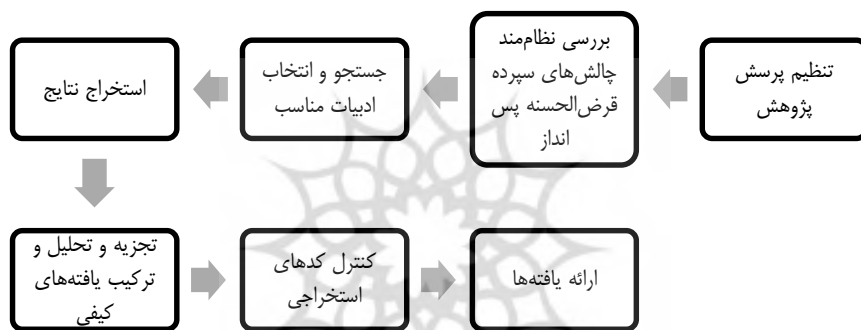 تنظیم پرسش
پژوهش
بررسی نظام‌مند
چالش‌های سپرده
قرض‌الحسنه پس
انداز
جستجو و انتخاب
ادبیات مناسب
استخراج نتایج
تجزیه و تحلیل و
ترکیب یافته‌های
کیفی
کنترل کدهای
استخراجی
ارائه یافته‌ها